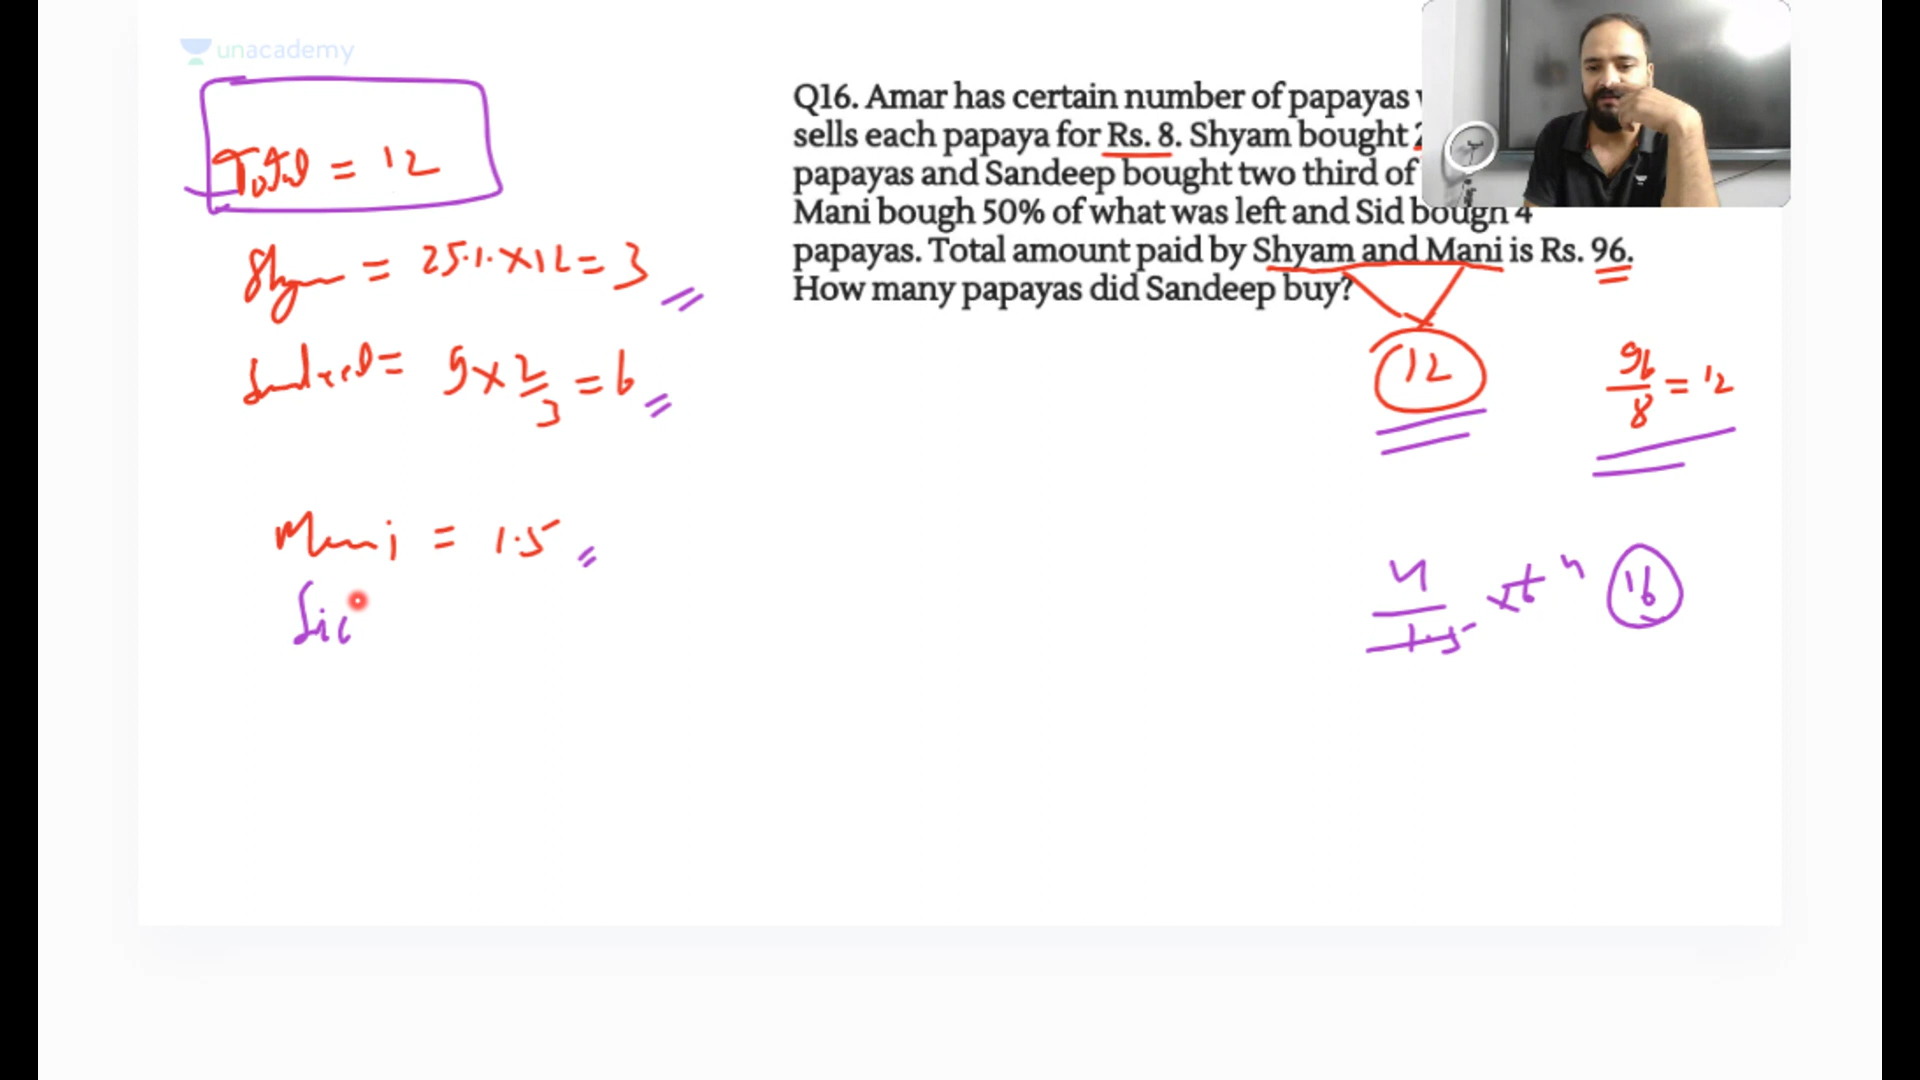 unacademy
Q16. Amar has certain number of papayas
sells each papaya for Rs. 8. Shyam bought
papayas and Sandeep bought two third of
Mani bough 50% of what was left and Sid bough 4
papayas. Total amount paid by Shyam and Mani is Rs. 96.
How many papayas did Sandeep buy?
Total = 12
Shyam = 25% × 12 = 3
= 9 × 2/3 = 6
Mani = 1.5
12
96/8 = 12
16